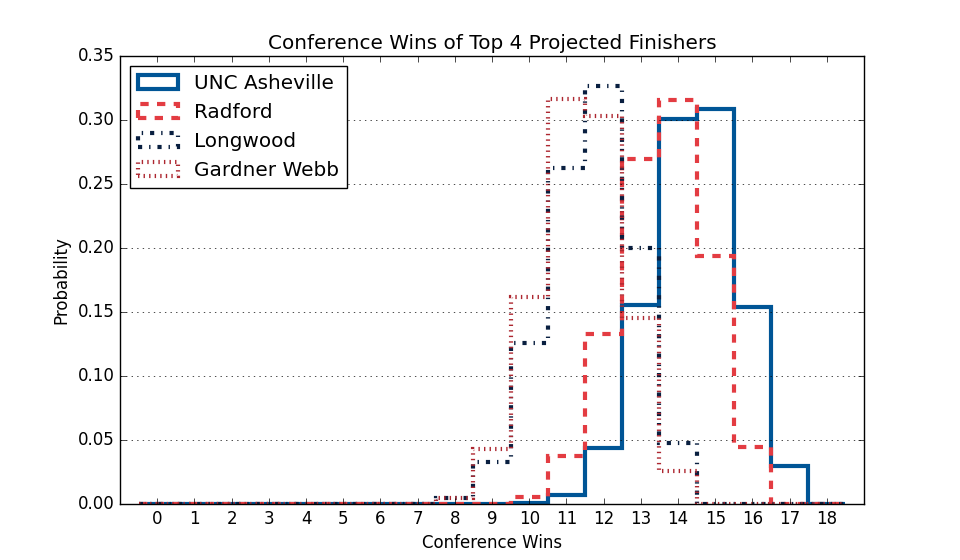 Conference Wins of Top 4 Projected Finishers
0.35
0.30
0.25
0.20
0.15
0.10
0.05
0.00
Probability
UNC Asheville
Radford
Longwood
Gardner Webb
0 1 2 3 4 5 6 7 8 9 10 11 12 13 14 15 16 17 18
Conference Wins